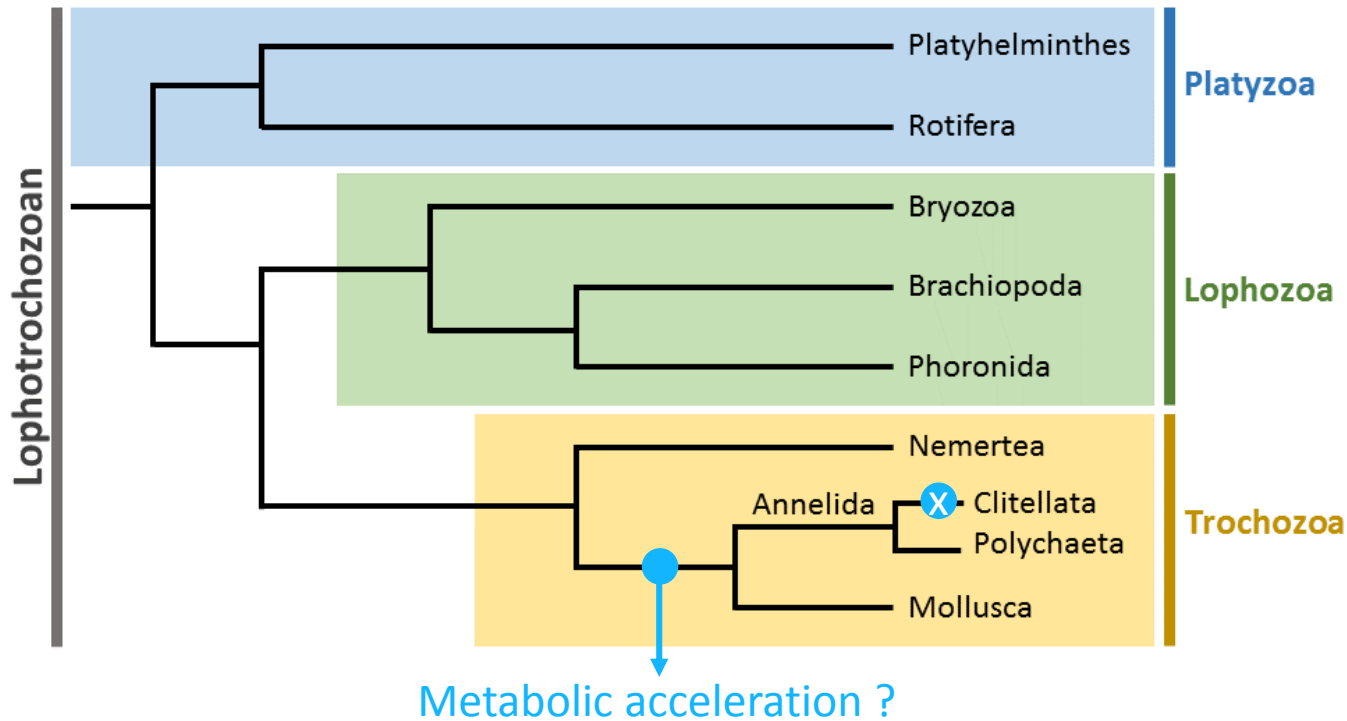 Lophotrochozoan
Platyhelminthes
Rotifera
Platyzoa
Bryozoa
Brachiopoda
Phoronida
Lophozoa
Nemertea
Annelida
X
Clitellata
Polychaeta
Mollusca
Trochozoa
Metabolic acceleration ?